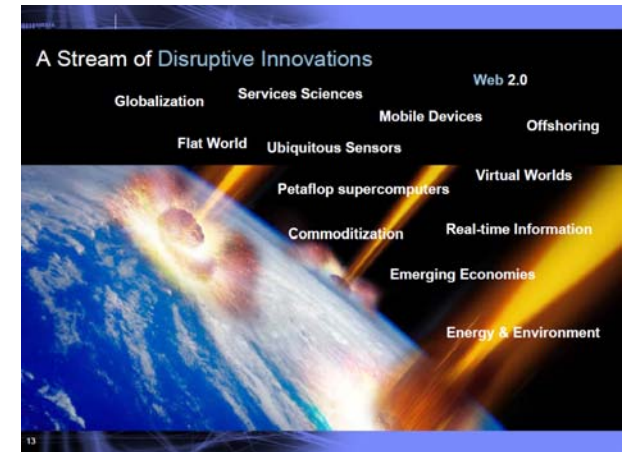 A Stream of Disruptive Innovations
Web 2.0
Globalization
Services Sciences
Mobile Devices
Offshoring
Flat World
Ubiquitous Sensors
Virtual Worlds
Petaflop supercomputers
Commoditization
Real-time Information
Emerging Economies
Energy & Environment
13